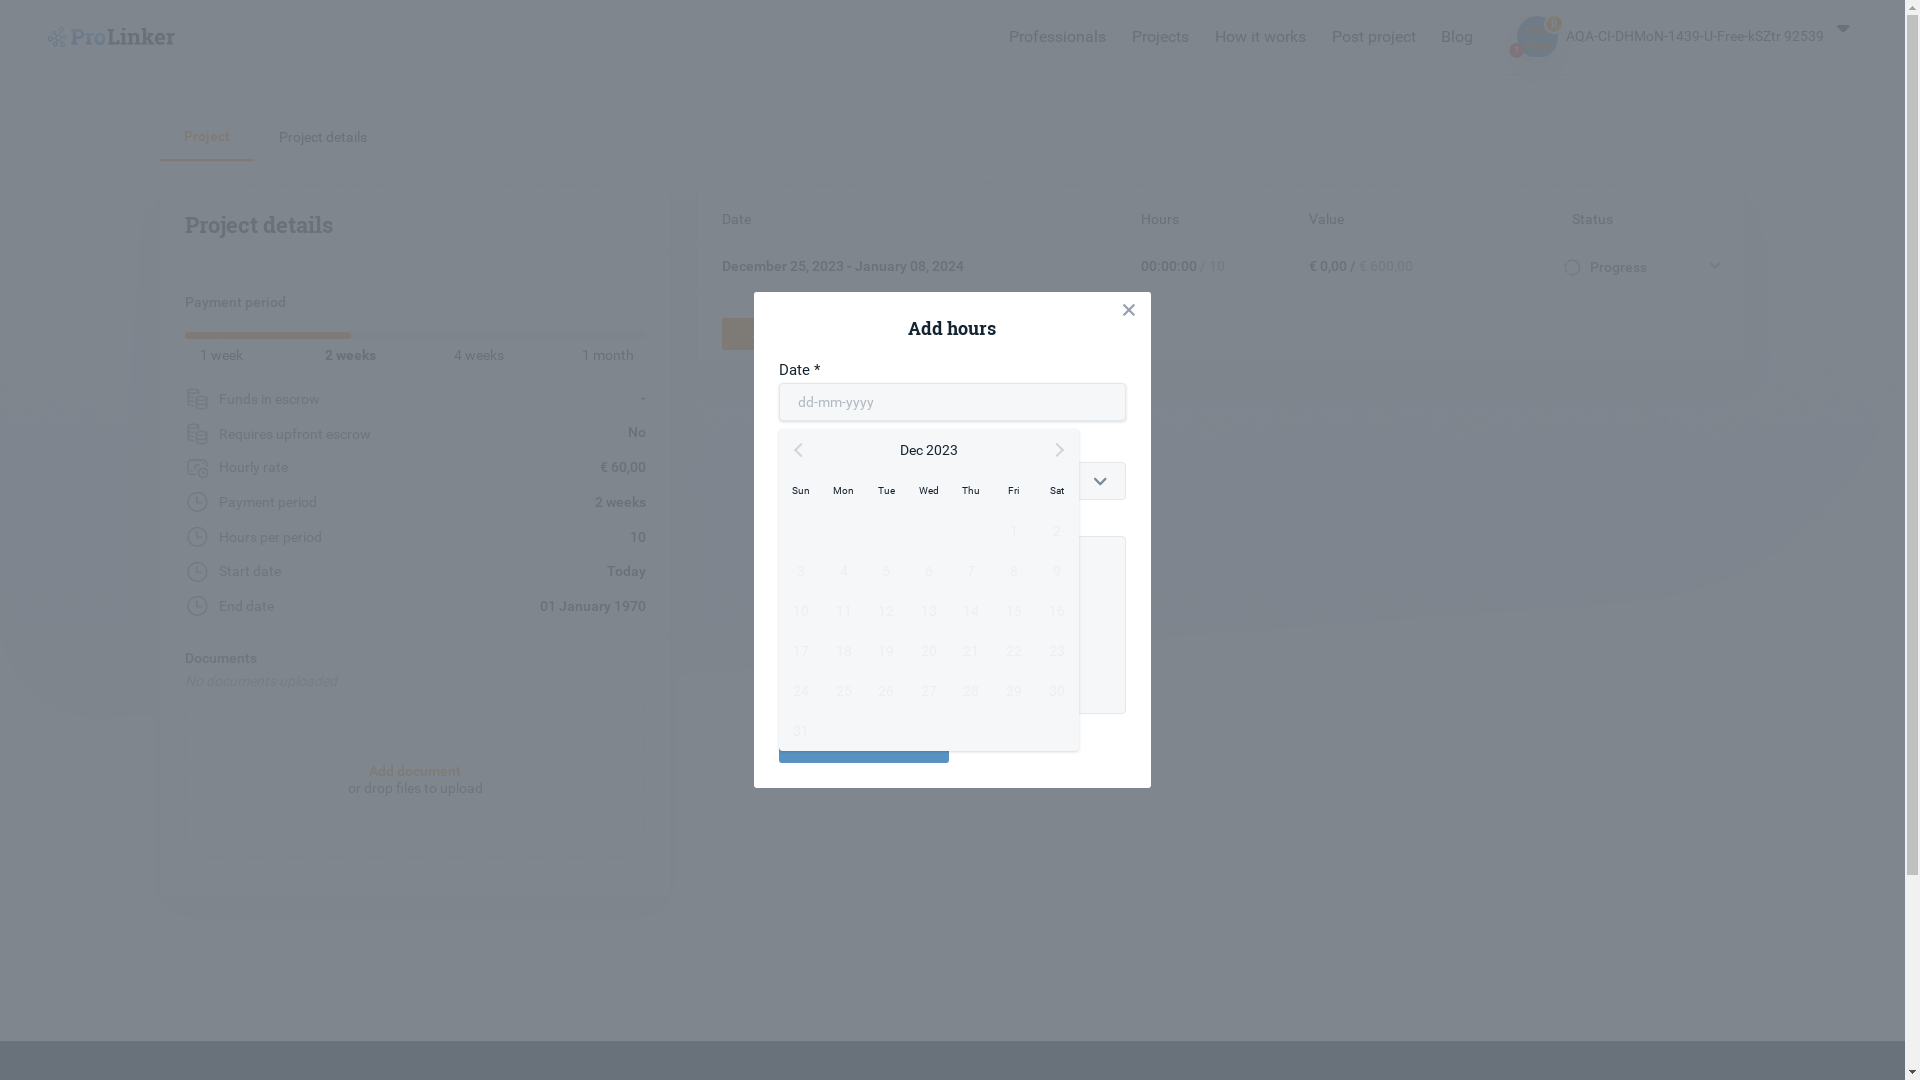 ProLinker
Professionals
Projects
How it works
Post project
Blog
AQA-CI-DHMoN-1439-U-Free-kSZtr 92539
Project
Project details
Project details
Payment period
1 week
2 weeks
4 weeks
1 month
Funds in escrow
-
Requires upfront escrow
No
Hourly rate
€ 60,00
Payment period
2 weeks
Hours per period
10
Start date
Today
End date
01 January 1970
Documents
No documents uploaded
Add document
or drop files to upload
Date
Hours
Value
Status
December 25, 2023 - January 08, 2024
00:00:00 / 10
€ 0,00 / € 600,00
Progress
Add hours
Date *
dd-mm-yyyy
Dec 2023
Sun Mon Tue Wed Thu Fri Sat
1 2
3 4 5 6 7 8 9
10 11 12 13 14 15 16
17 18 19 20 21 22 23
24 25 26 27 28 29 30
31